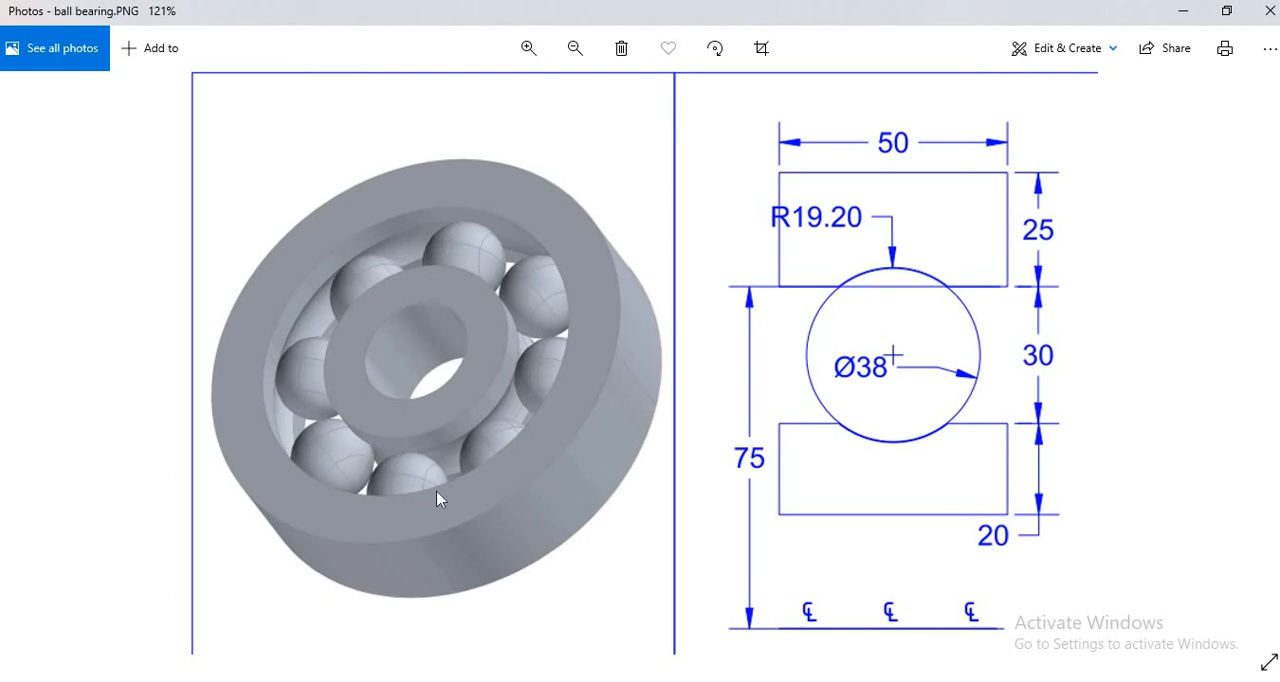 Photos - ball bearing.PNG 121%
See all photos
Add to
Edit & Create
Share
50
R19.20
25
Ø38
30
75
20
℄ ℄ ℄
Activate Windows
Go to Settings to activate Windows.